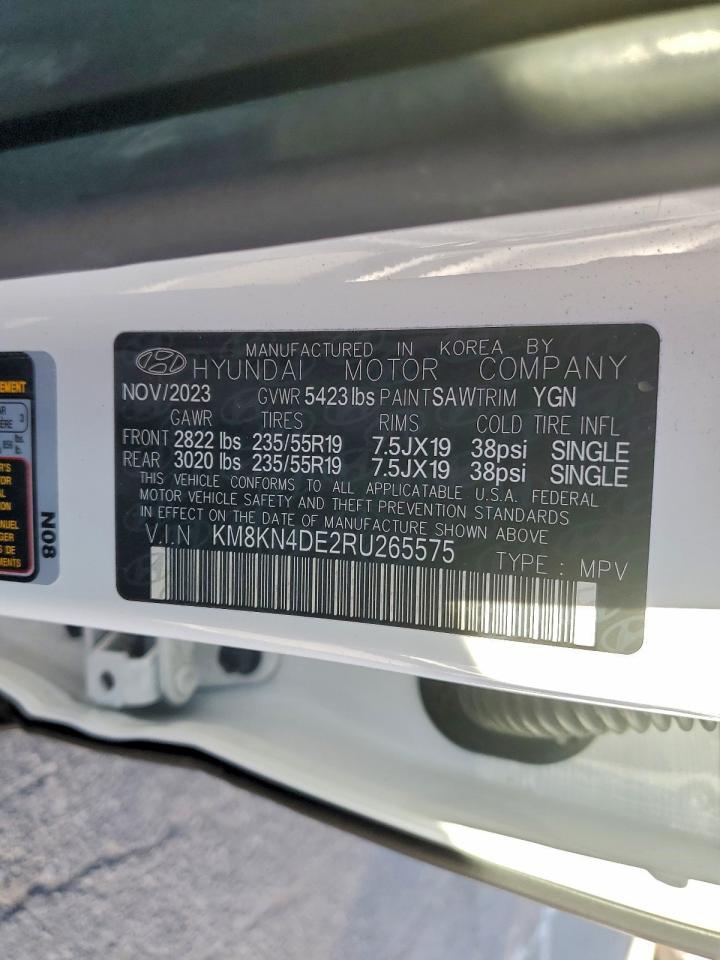 MANUFACTURED IN KOREA BY
HYUNDAI MOTOR COMPANY
NOV/2023 GVWR 5423 lbs PAINT SAW TRIM YGN
GAWR TIRES RIMS COLD TIRE INFL
FRONT 2822 lbs 235/55R19 7.5JX19 38psi SINGLE
REAR 3020 lbs 235/55R19 7.5JX19 38psi SINGLE
THIS VEHICLE CONFORMS TO ALL APPLICABLE U.S.A. FEDERAL
MOTOR VEHICLE SAFETY AND THEFT PREVENTION STANDARDS
IN EFFECT ON THE DATE OF MANUFACTURE SHOWN ABOVE
V.I.N KM8KN4DE2RU265575
TYPE : MPV
N08